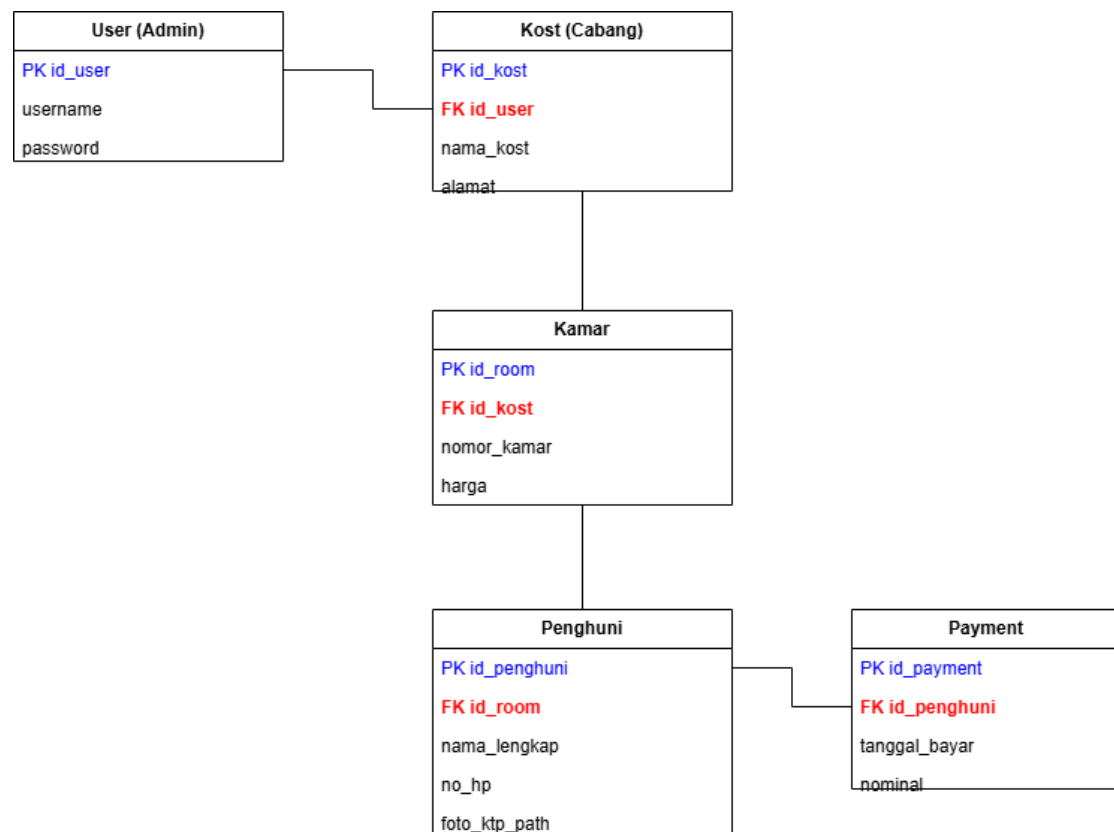 User (Admin)
PK id_user
username
password
Kost (Cabang)
PK id_kost
FK id_user
nama_kost
alamat
Kamar
PK id_room
FK id_kost
nomor_kamar
harga
Penghuni
PK id_penghuni
FK id_room
nama_lengkap
no_hp
foto_ktp_path
Payment
PK id_payment
FK id_penghuni
tanggal_bayar
nominal